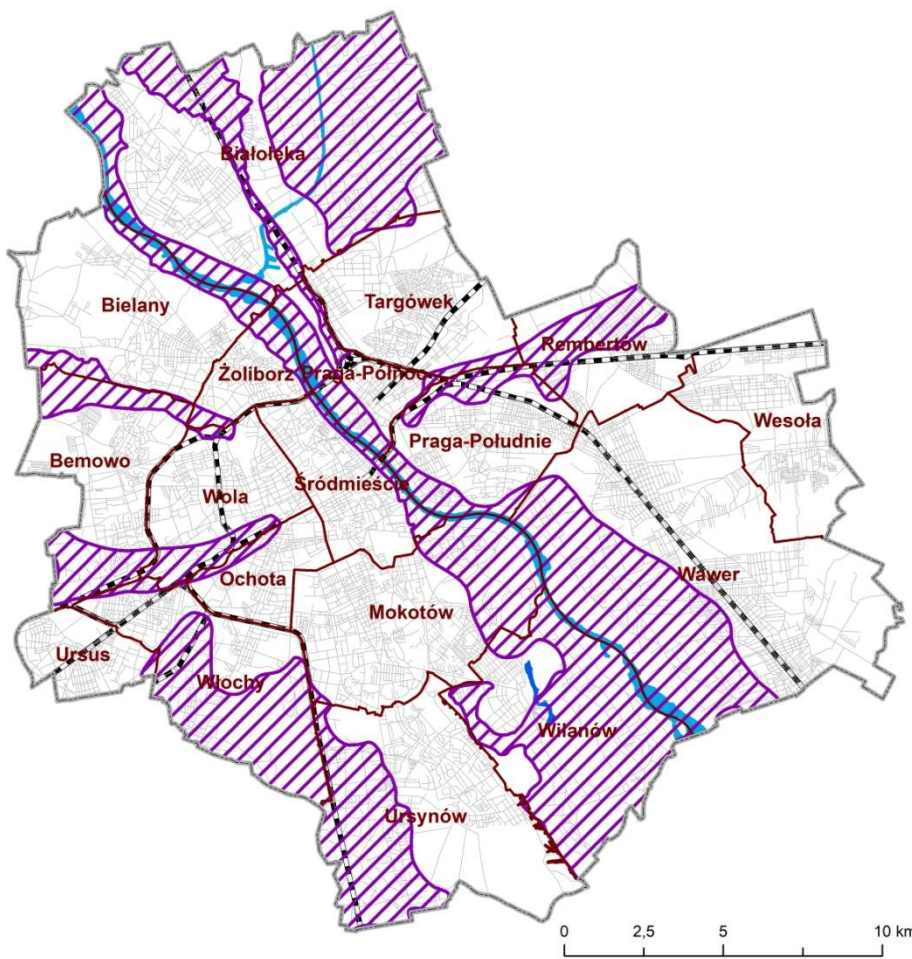 Białołęka
Targówek
Bielany
Rembertów
Żoliborz
Praga-Północ
Wesoła
Praga-Południe
Bemowo
Śródmieście
Wola
Wawer
Ochota
Mokotów
Ursus
Włochy
Wilanów
Ursynów
0 2,5 5 10 km